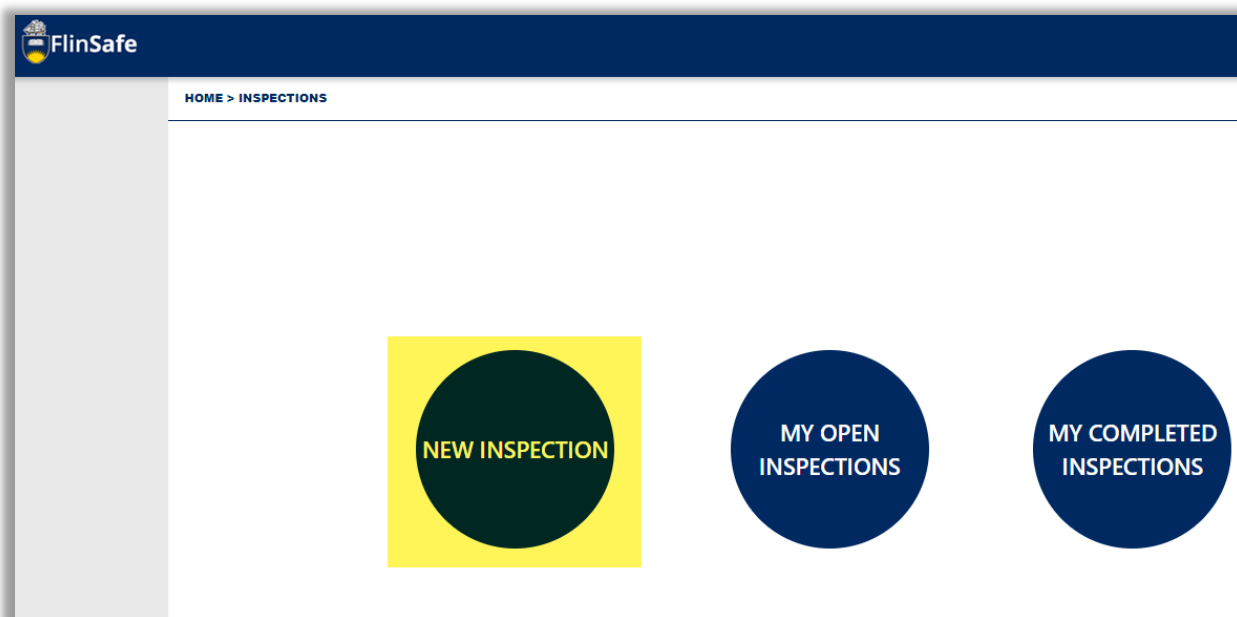 FlinSafe
HOME > INSPECTIONS
NEW INSPECTION
MY OPEN
INSPECTIONS
MY COMPLETED
INSPECTIONS